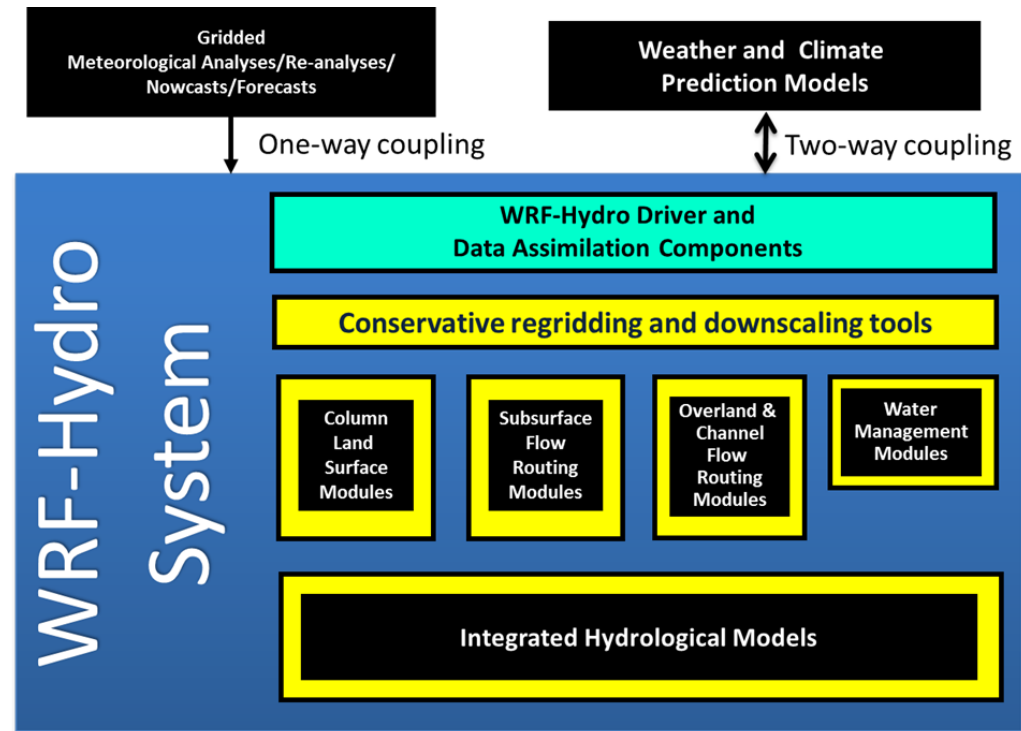 Gridded
Meteorological Analyses/Re-analyses/
Nowcasts/Forecasts
Weather and Climate
Prediction Models
One-way coupling
Two-way coupling
WRF-Hydro
System
WRF-Hydro Driver and
Data Assimilation Components
Conservative regridding and downscaling tools
Column
Land
Surface
Modules
Subsurface
Flow
Routing
Modules
Overland &
Channel
Flow
Routing
Modules
Water
Management
Modules
Integrated Hydrological Models